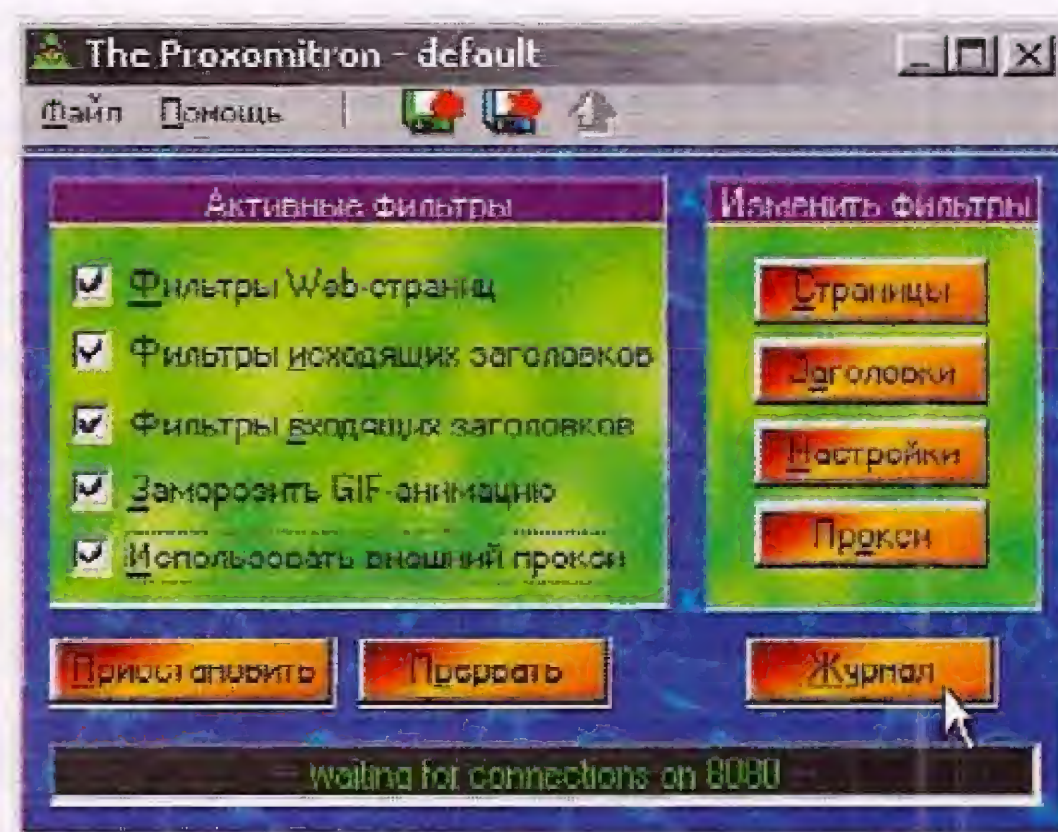 The Proxomitron - default
Файл Помощь
Активные фильтры
Фильтры Web-страниц
Фильтры исходящих заголовков
Фильтры входящих заголовков
Заморозить GIF-анимацию
Использовать внешний прокси
Изменить фильтры
Страницы
Заголовки
Настройки
Прокси
Приостановить Прервать Журнал
waiting for connections on 8080